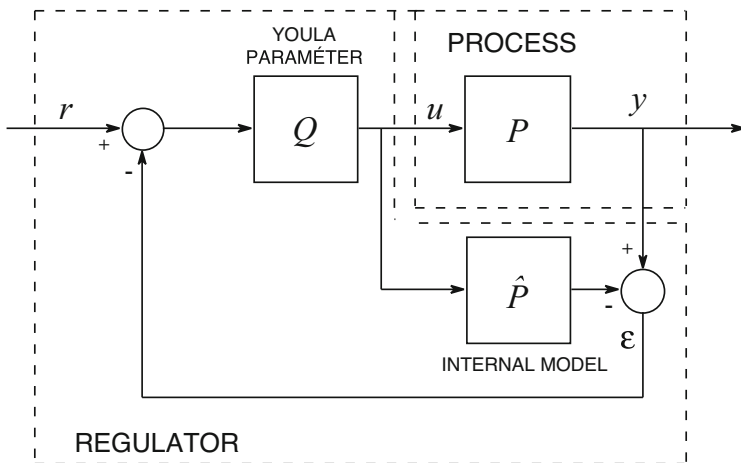 YOULA
PARAMÉTER
PROCESS
r
+
-
Q
u
P
y
+
-
P̂
ε
INTERNAL MODEL
REGULATOR